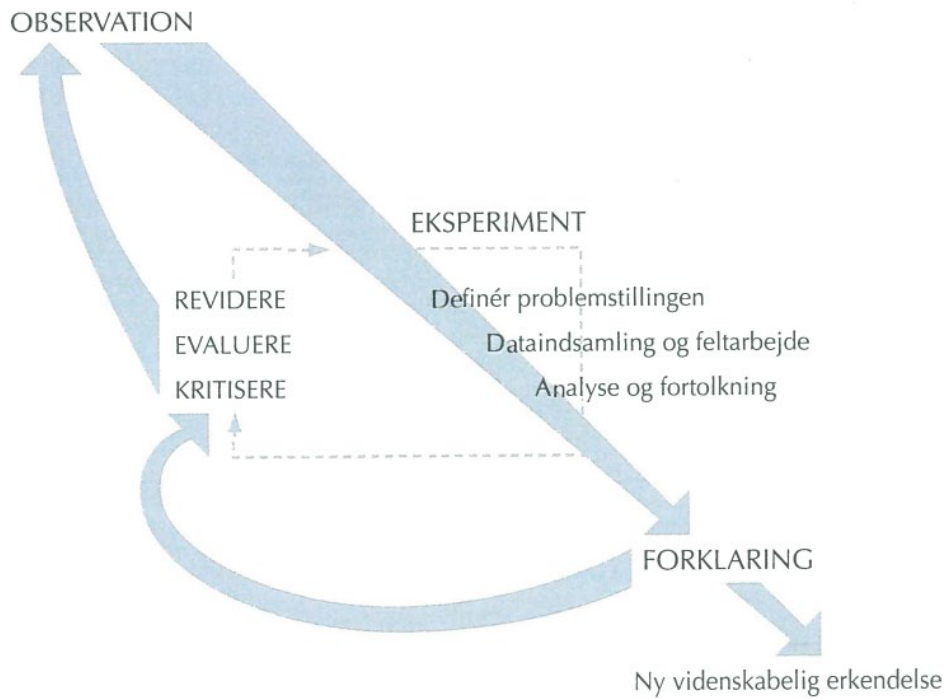 OBSERVATION
EKSPERIMENT
REVIDERE
EVALUERE
KRITISERE
Definér problemstillingen
Dataindsamling og feltarbejde
Analyse og fortolkning
FORKLARING
Ny videnskabelig erkendelse